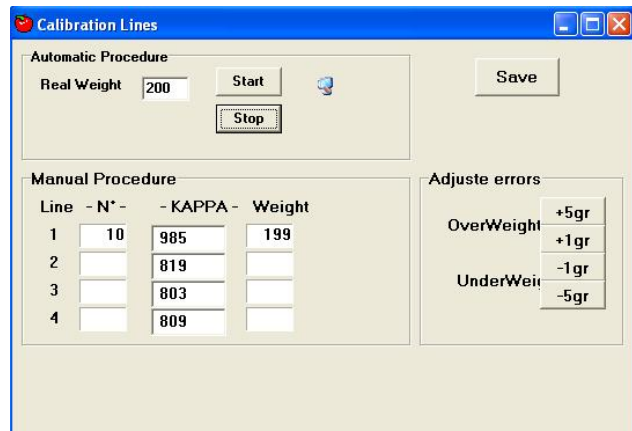 Calibration Lines
Automatic Procedure
Real Weight 200 Start
Stop
Save
Manual Procedure
Line - N° - - KAPPA - Weight
1 10 985 199
2 819
3 803
4 809
Adjuste errors
OverWeight
+5gr
+1gr
UnderWei
-1gr
-5gr